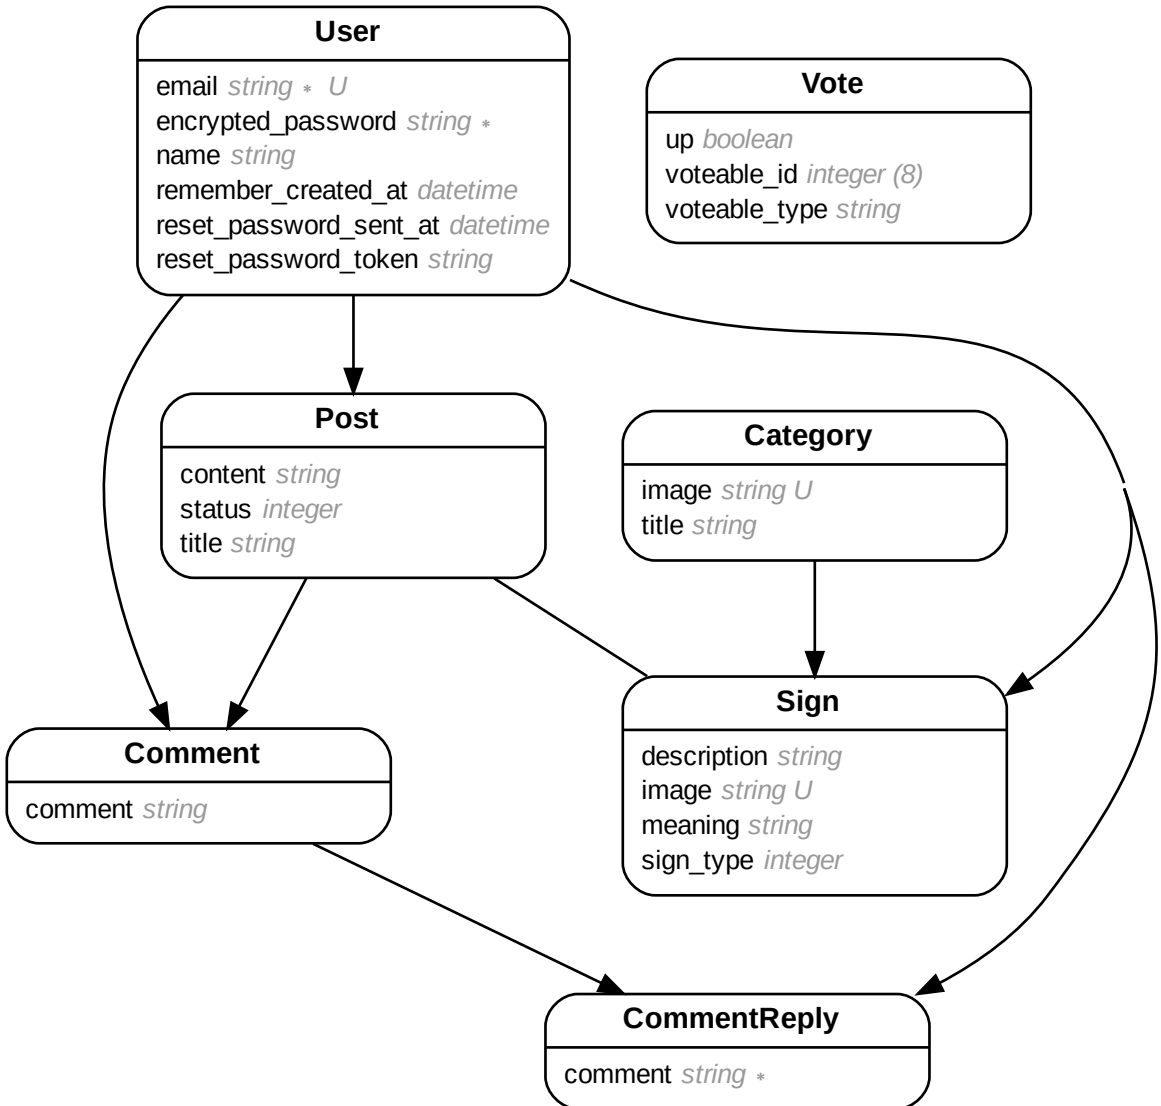 User
email string * U
encrypted_password string *
name string
remember_created_at datetime
reset_password_sent_at datetime
reset_password_token string
Vote
up boolean
voteable_id integer (8)
voteable_type string
Post
content string
status integer
title string
Category
image string U
title string
Sign
description string
image string U
meaning string
sign_type integer
Comment
comment string
CommentReply
comment string *